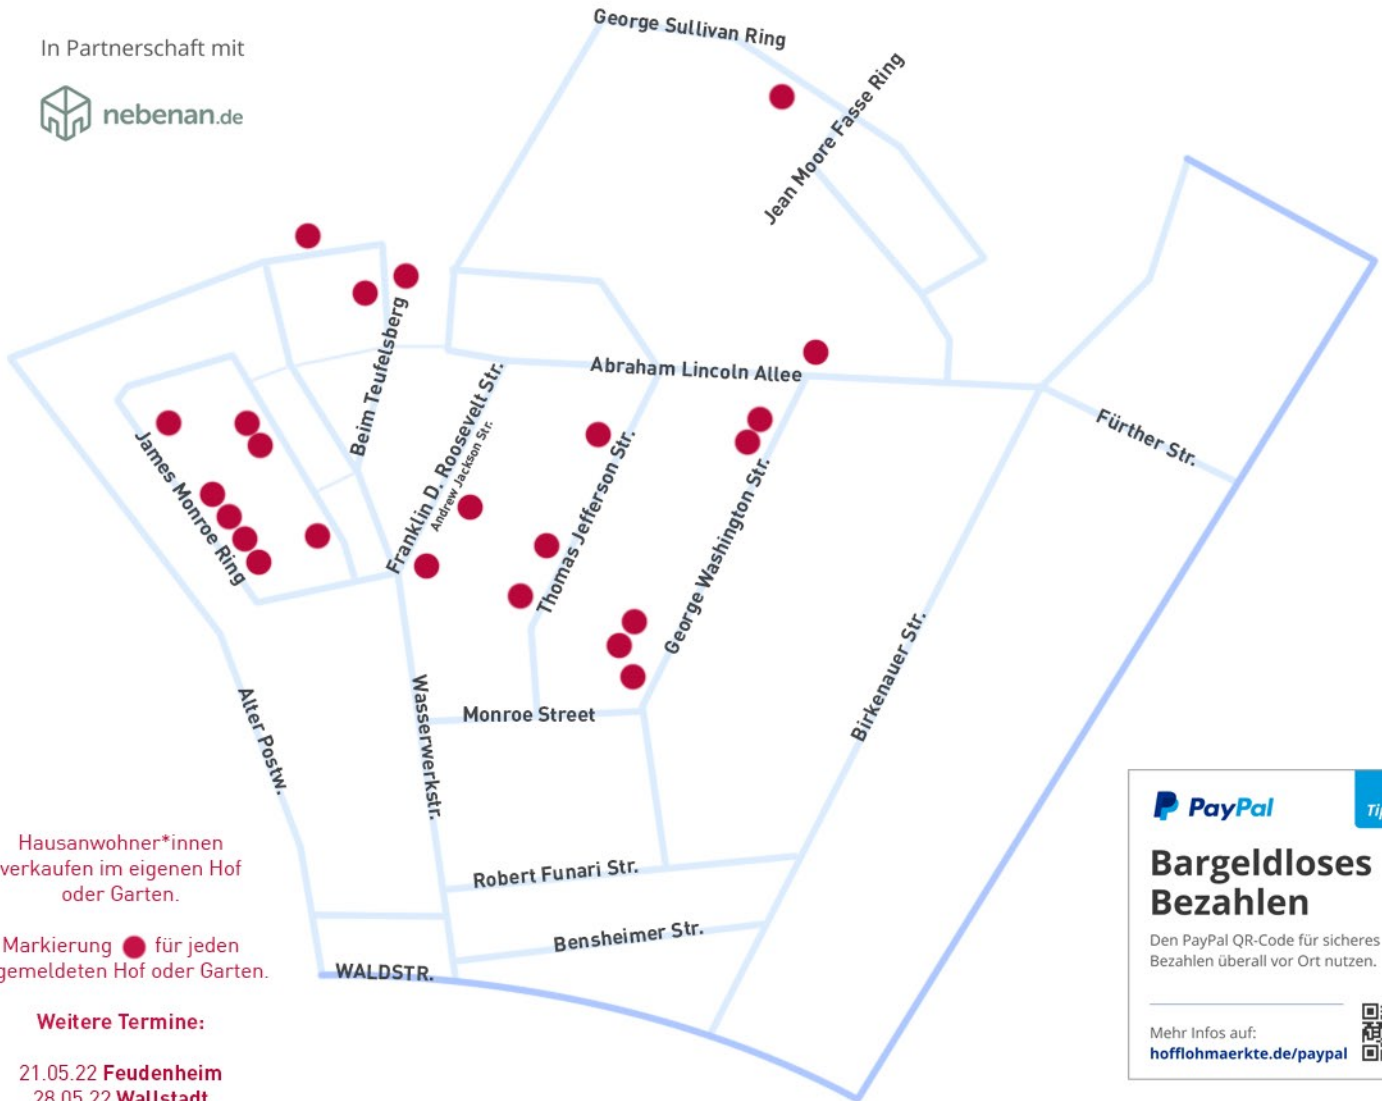 In Partnerschaft mit
nebenan.de
George Sullivan Ring
Jean Moore Fasse Ring
Abraham Lincoln Allee
Beim Teufelsberg
Franklin D. Roosevelt Str.
Andrew Jackson Str.
Thomas Jefferson Str.
George Washington Str.
Fürther Str.
James Monroe Ring
Birkenauer Str.
Alter Postw.
Wasserwerkstr.
Monroe Street
Robert Funari Str.
Bensheimer Str.
WALDSTR.
Hausanwohner*innen
verkaufen im eigenen Hof
oder Garten.
Markierung für jeden
gemeldeten Hof oder Garten.
Weitere Termine:
21.05.22 Feudenheim
28.05.22 Wallstadt
PayPal
Bargeldloses
Bezahlen
Den PayPal QR-Code für sicheres
Bezahlen überall vor Ort nutzen.
Mehr Infos auf:
hofflohmaerkte.de/paypal